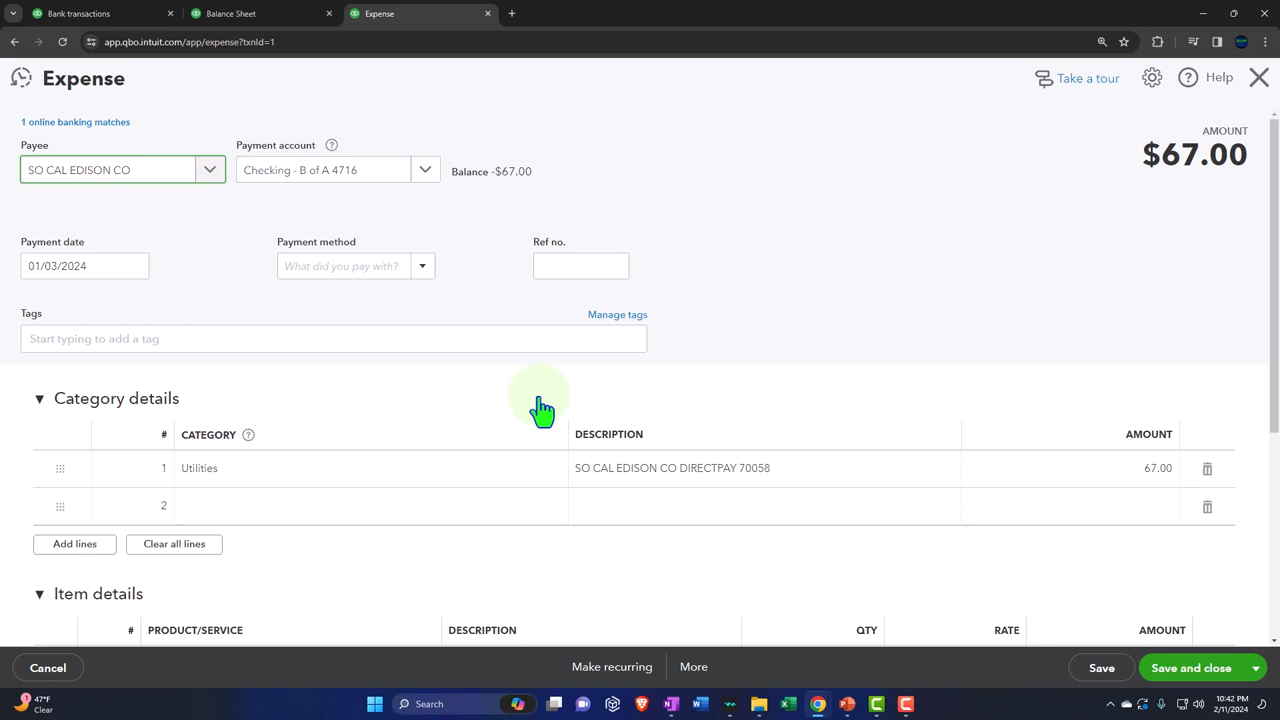 Bank transactions
Balance Sheet
Expense
app.qbo.intuit.com/app/expense?txnId=1
Expense
Take a tour
Help
1 online banking matches
Payee
Payment account
AMOUNT
$67.00
SO CAL EDISON CO
Checking - B of A 4716
Balance -$67.00
Payment date
Payment method
Ref no.
01/03/2024
What did you pay with?
Tags
Manage tags
Start typing to add a tag
Category details
# CATEGORY DESCRIPTION AMOUNT
1 Utilities SO CAL EDISON CO DIRECTPAY 70058 67.00
2
Add lines
Clear all lines
Item details
# PRODUCT/SERVICE DESCRIPTION QTY RATE AMOUNT
Cancel
Make recurring
More
Save
Save and close
47°F
Clear
Search
10:42 PM
2/11/2024